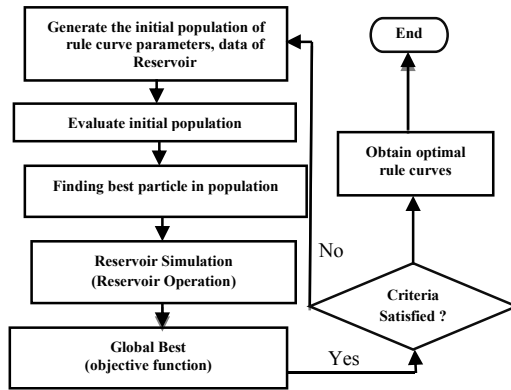 Generate the initial population of
rule curve parameters, data of
Reservoir
Evaluate initial population
Finding best particle in population
Reservoir Simulation
(Reservoir Operation)
Global Best
(objective function)
Yes
Criteria
Satisfied ?
No
Obtain optimal
rule curves
End